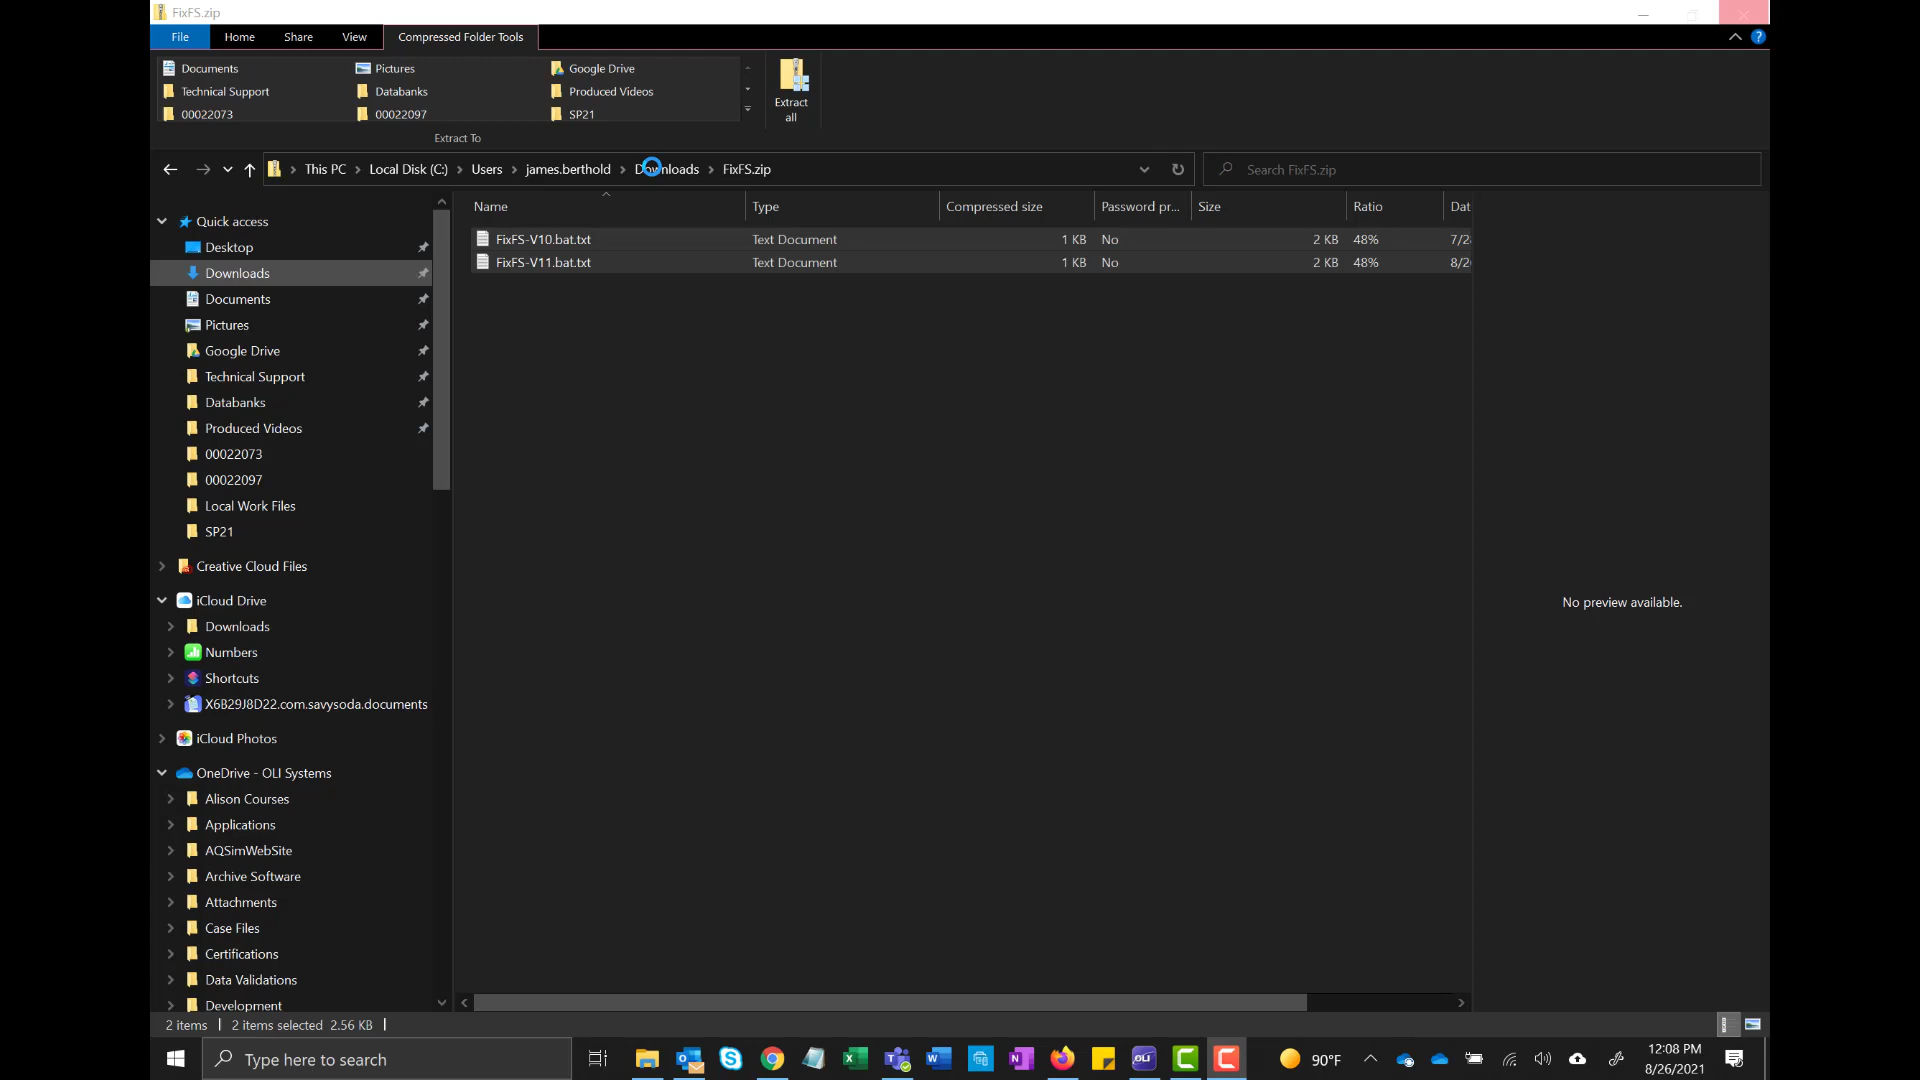 FixFS.zip
File Home Share View Compressed Folder Tools
Documents Pictures Google Drive
Technical Support Databanks Produced Videos
00022073 00022097 SP21
Extract all
Extract To
This PC Local Disk (C:) Users james.berthold Downloads FixFS.zip Search FixFS.zip
Name Type Compressed size Password pr... Size Ratio Dat
FixFS-V10.bat.txt Text Document 1 KB No 2 KB 48% 7/2
FixFS-V11.bat.txt Text Document 1 KB No 2 KB 48% 8/2
Quick access
Desktop
Downloads
Documents
Pictures
Google Drive
Technical Support
Databanks
Produced Videos
00022073
00022097
Local Work Files
SP21
Creative Cloud Files
iCloud Drive
Downloads
Numbers
Shortcuts
X6B29J8D22.com.savysoda.documents
iCloud Photos
OneDrive - OLI Systems
Alison Courses
Applications
AQSimWebSite
Archive Software
Attachments
Case Files
Certifications
Data Validations
Development
No preview available.
2 items 2 items selected 2.56 KB
Type here to search
OLI
90°F
12:08 PM
8/26/2021